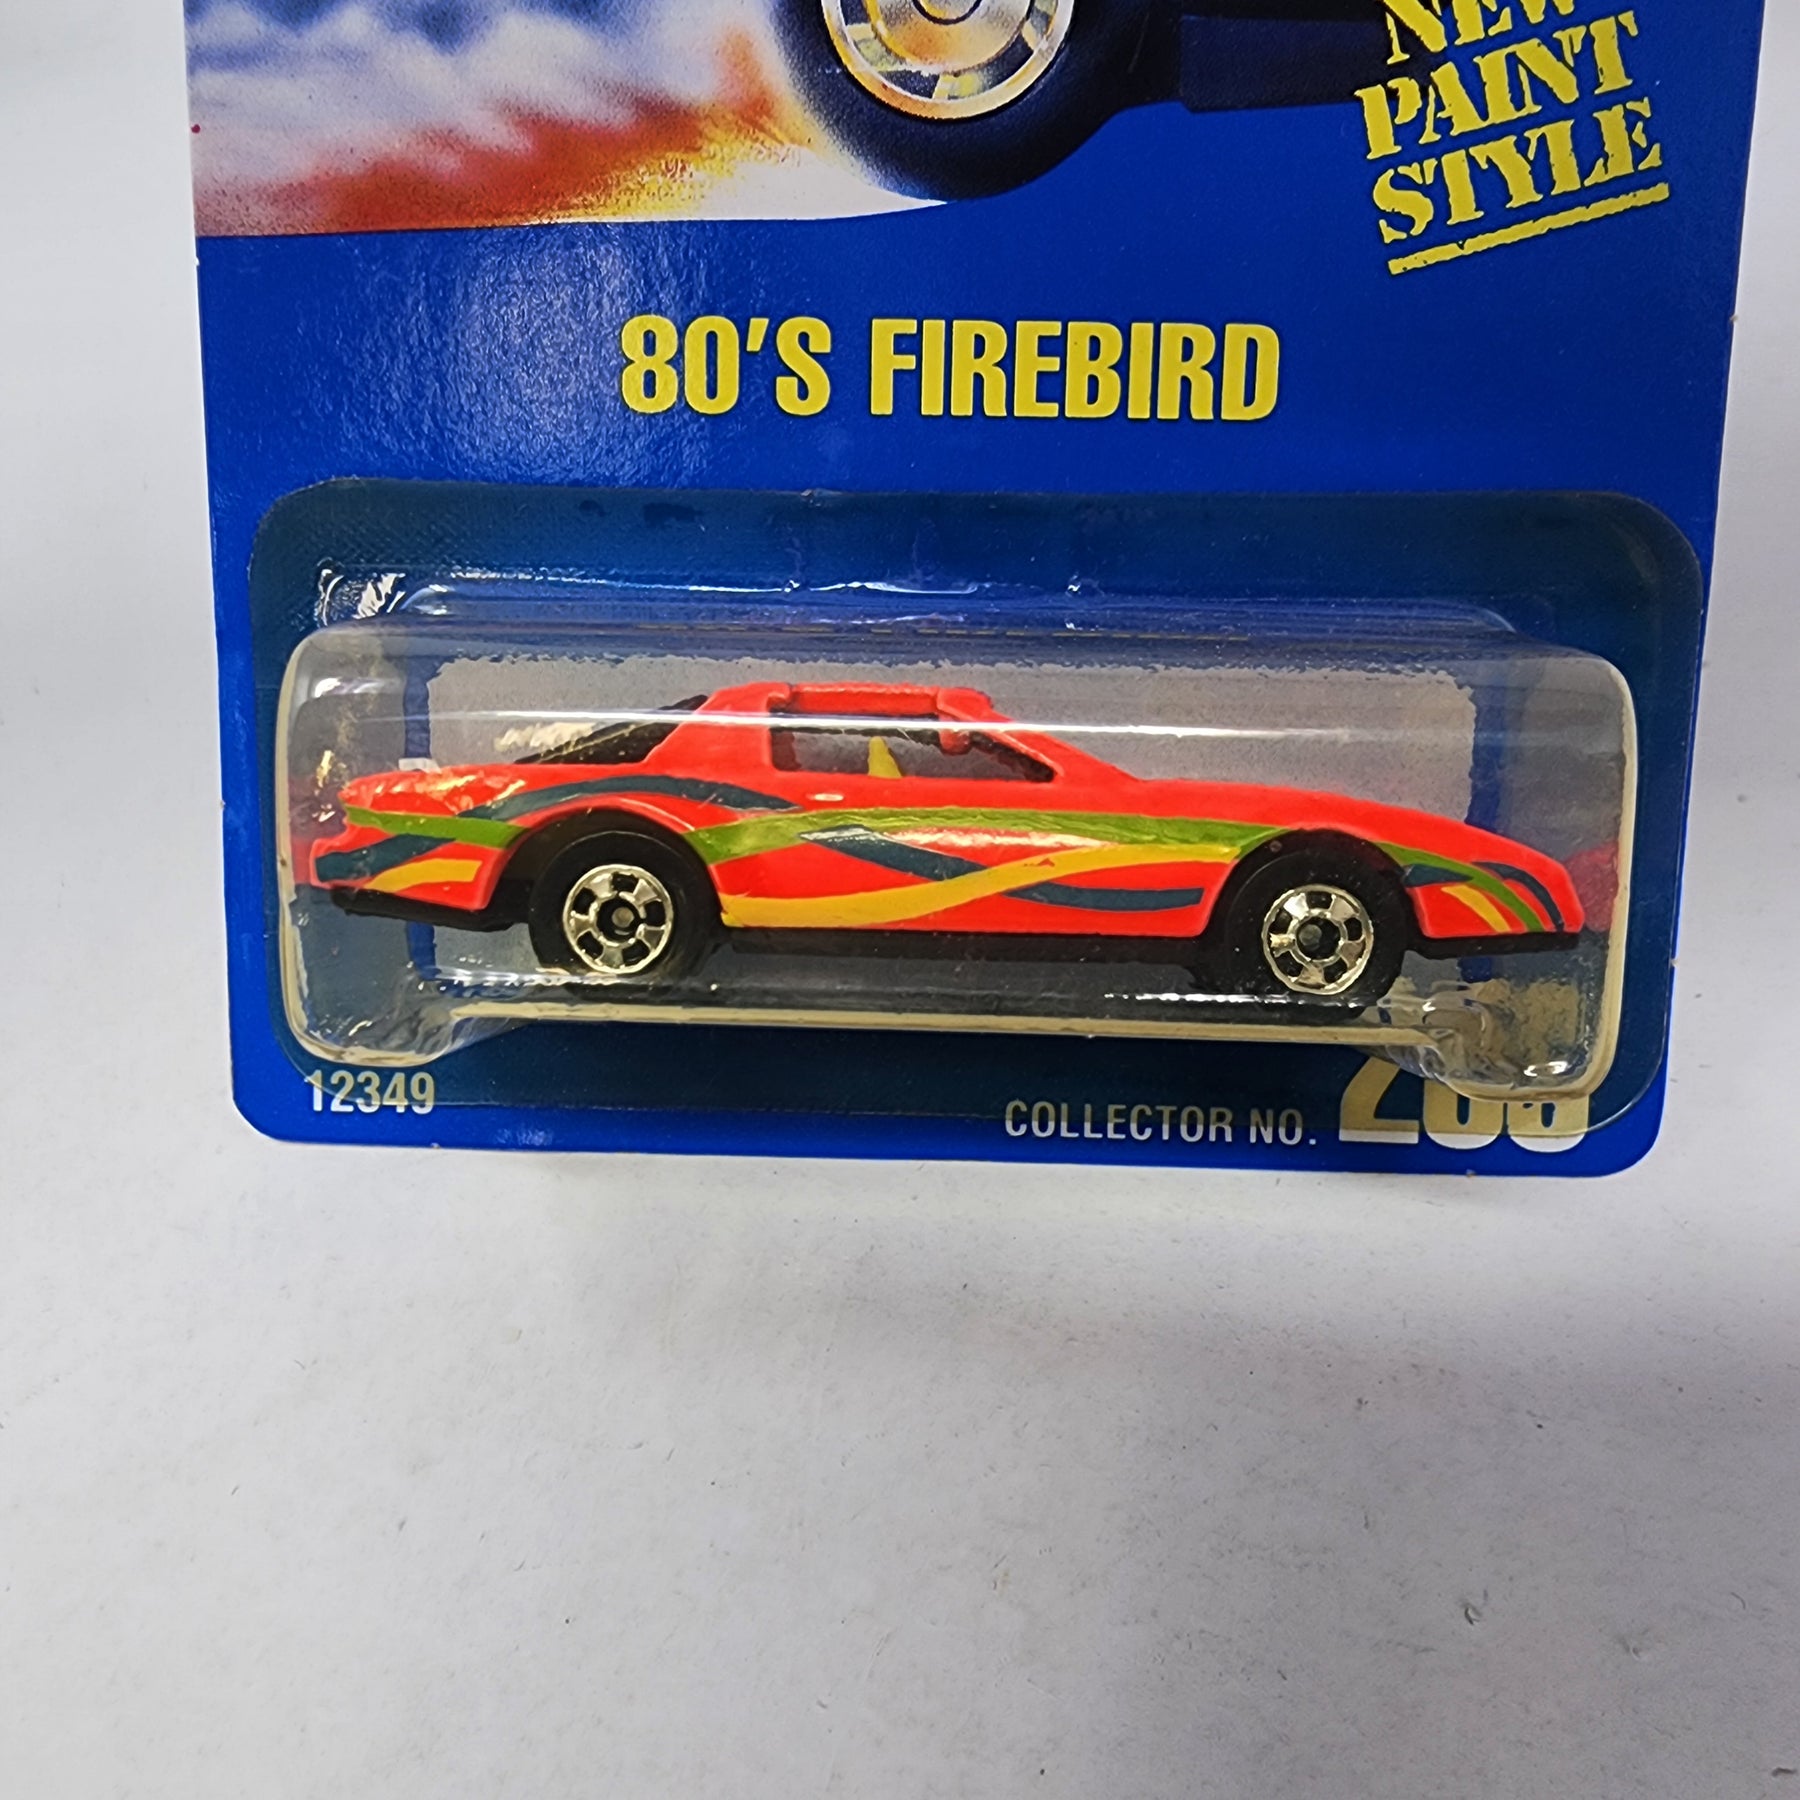 NEW
PAINT
STYLE
80'S FIREBIRD
12349
COLLECTOR NO.